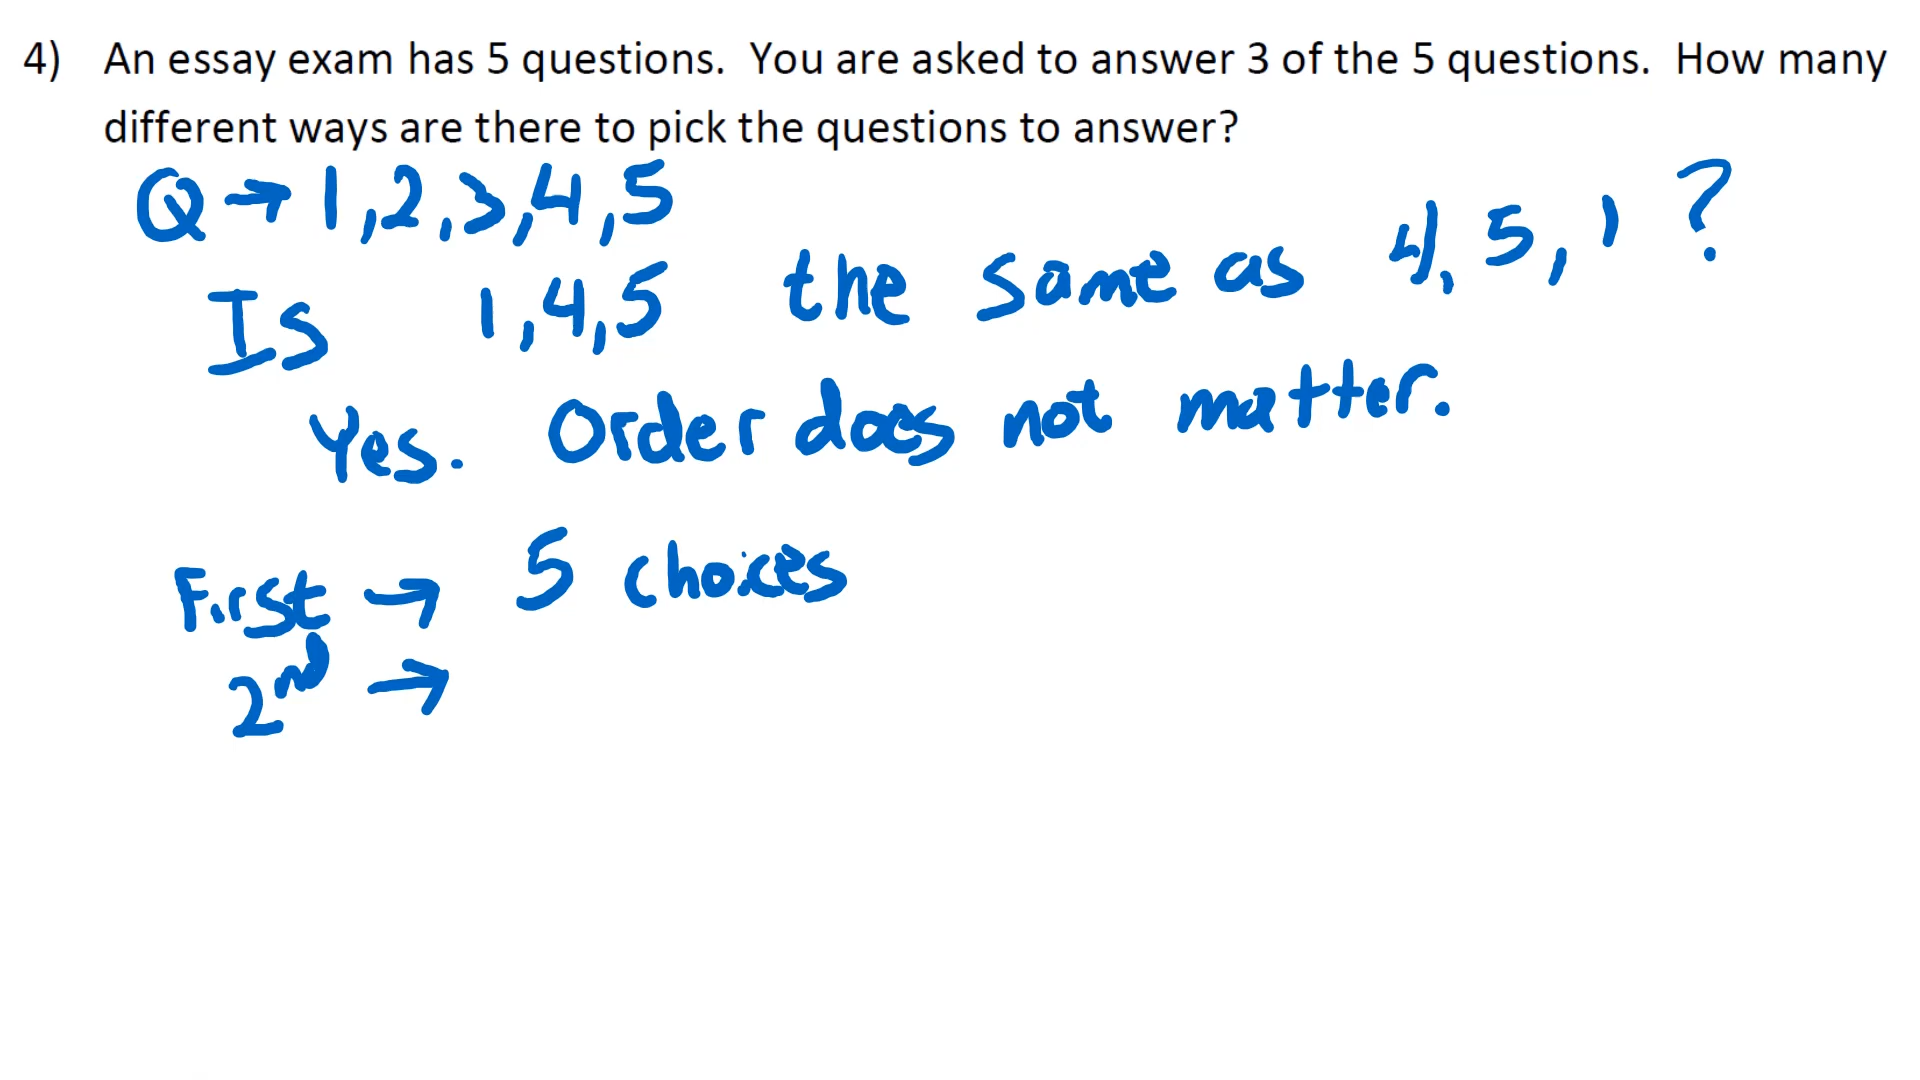 4) An essay exam has 5 questions. You are asked to answer 3 of the 5 questions. How many
different ways are there to pick the questions to answer?
Q → 1,2,3,4,5
Is 1,4,5 the same as 4,5,1?
Yes. Order does not matter.
First → 5 choices
2nd →